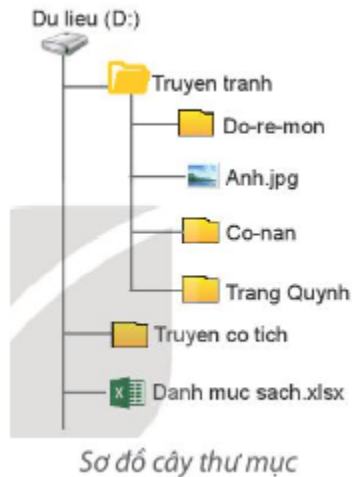 Du lieu (D:)
Truyen tranh
Do-re-mon
Anh.jpg
Co-nan
Trang Quynh
Truyen co tich
Danh muc sach.xlsx
Sơ đồ cây thư mục